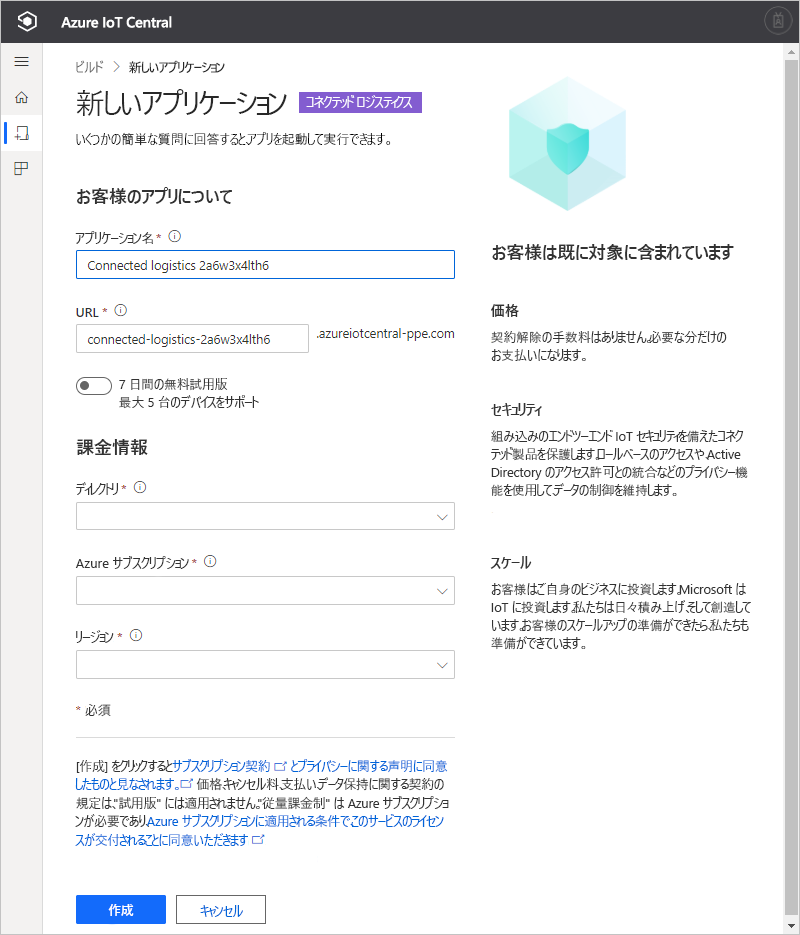 Azure IoT Central
ビルド > 新しいアプリケーション
新しいアプリケーション コネクテッド ロジスティクス
いくつかの簡単な質問に回答すると、アプリを起動して実行できます。
お客様のアプリについて
アプリケーション名 *
Connected logistics 2a6w3x4lth6
URL *
connected-logistics-2a6w3x4lth6 .azureiotcentral-ppe.com
7 日間の無料試用版
最大 5 台のデバイスをサポート
課金情報
ディレクトリ *
Azure サブスクリプション *
リージョン *
* 必須
[作成] をクリックするとサブスクリプション契約 とプライバシーに関する声明に同意
したものと見なされます。 価格、キャンセル料、支払い、データ保持に関する契約の
規定は、"試用版" には適用されません。"従量課金制" は Azure サブスクリプショ
ンが必要であり、Azure サブスクリプションに適用される条件でこのサービスのライセン
スが交付されることに同意いただきます
作成 キャンセル
お客様は既に対象に含まれています
価格
契約解除の手数料はありません。必要な分だけの
お支払いになります。
セキュリティ
組み込みのエンドツーエンド IoT セキュリティを備えたコネク
テッド製品を保護します。ロールベースのアクセスや、Active
Directory のアクセス許可との統合などのプライバシー機
能を使用してデータの制御を維持します。
スケール
お客様はご自身のビジネスに投資します。Microsoft は
IoT に投資します。私たちは日々積み上げ、そして創造して
います。お客様のスケールアップの準備ができたら、私たちも
準備ができています。